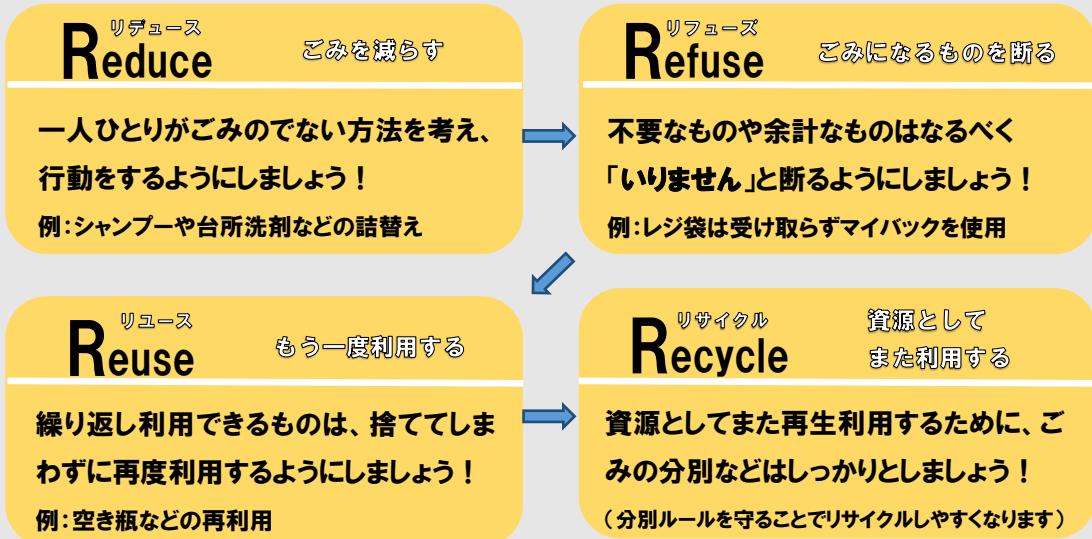 リデュース
Reduce ごみを減らす
一人ひとりがごみのでない方法を考え、
行動をするようにしましょう！
例：シャンプーや台所洗剤などの詰替え
リフューズ
Refuse ごみになるものを断る
不要なものや余計なものはなるべく
「いりません」と断るようにしましょう！
例：レジ袋は受け取らずマイバックを使用
リユース
Reuse もう一度利用する
繰り返し利用できるものは、捨ててしま
わずに再度利用するようにしましょう！
例：空き瓶などの再利用
リサイクル
Recycle
資源として
また利用する
資源としてまた再生利用するために、ご
みの分別などはしっかりとしましょう！
（分別ルールを守ることでリサイクルしやすくなります）